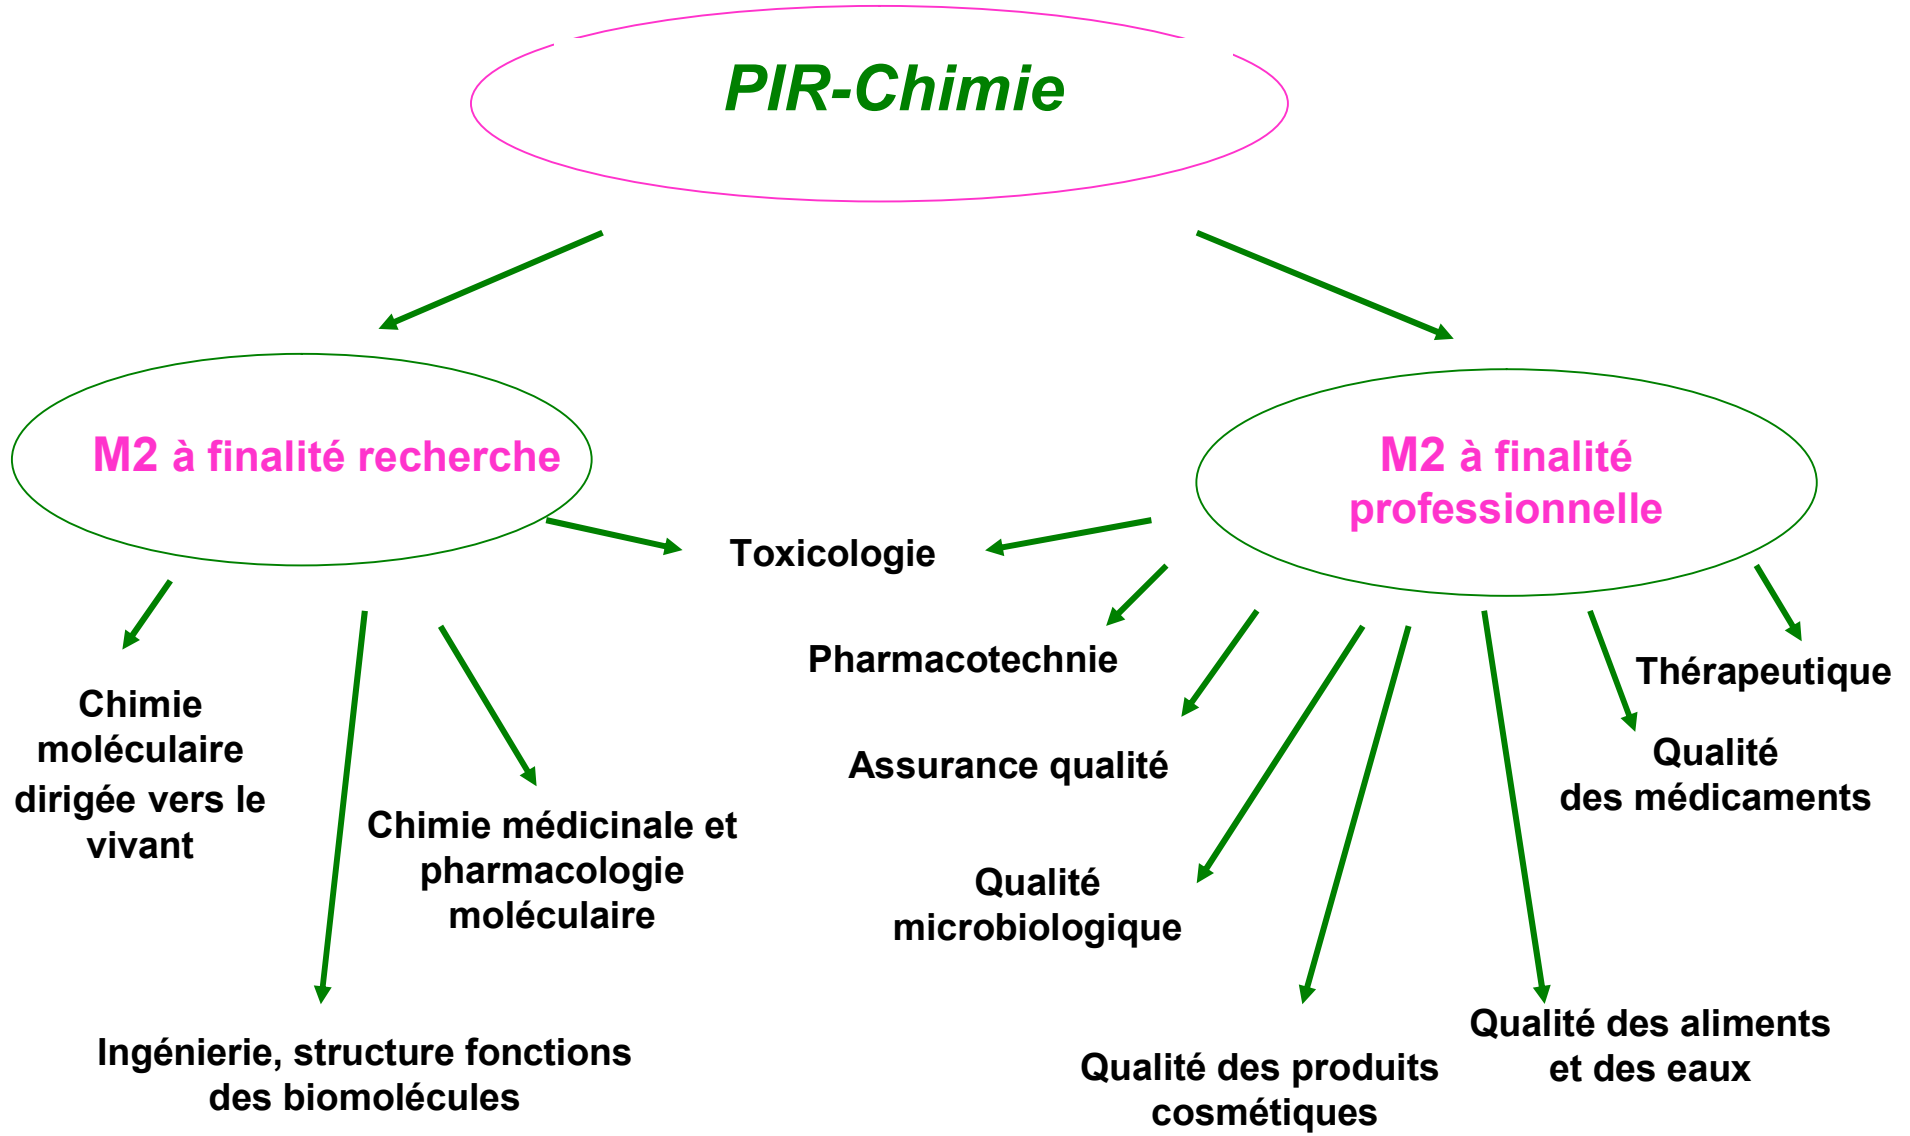 PIR-Chimie
M2 à finalité recherche
M2 à finalité
professionnelle
Toxicologie
Pharmacotechnie
Thérapeutique
Chimie
moléculaire
dirigée vers le
vivant
Assurance qualité
Qualité
des médicaments
Chimie médicinale et
pharmacologie
moléculaire
Qualité
microbiologique
Ingénierie, structure fonctions
des biomolécules
Qualité des produits
cosmétiques
Qualité des aliments
et des eaux